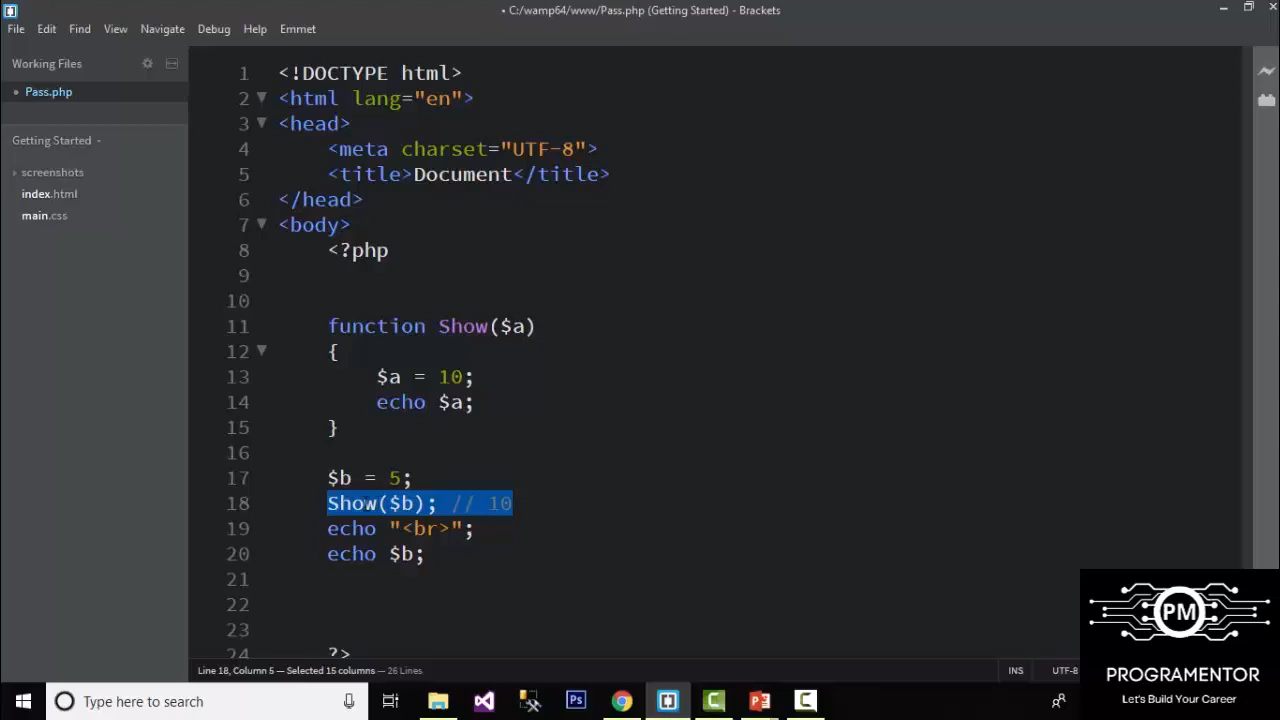 • C:/wamp64/www/Pass.php (Getting Started) - Brackets
File Edit Find View Navigate Debug Help Emmet
Working Files
• Pass.php
Getting Started
screenshots
index.html
main.css
1 <!DOCTYPE html>
2 <html lang="en">
3 <head>
4 <meta charset="UTF-8">
5 <title>Document</title>
6 </head>
7 <body>
8 <?php
9
10
11 function Show($a)
12 {
13 $a = 10;
14 echo $a;
15 }
16
17 $b = 5;
18 Show($b); // 10
19 echo "<br>";
20 echo $b;
21
22
23
24 ?>
Line 18, Column 5 — Selected 15 columns — 26 Lines
INS UTF-8
PM
PROGRAMENTOR
Let's Build Your Career
Type here to search
Ps